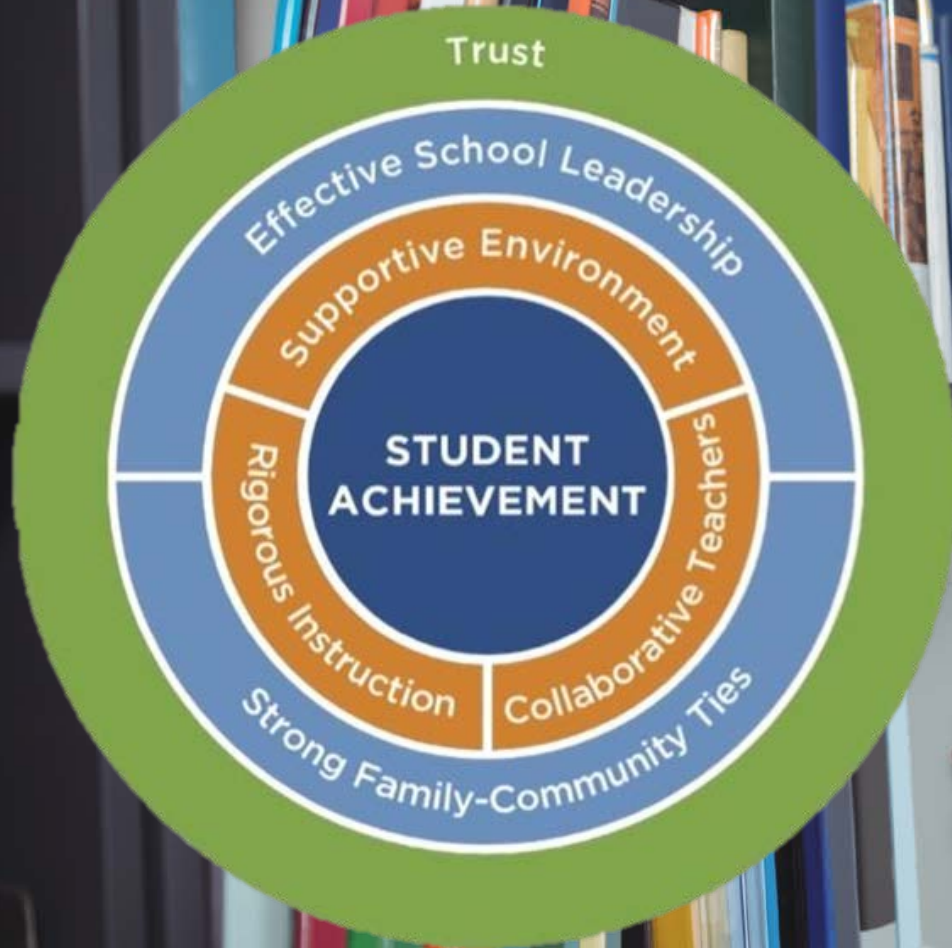 Trust
Effective School Leadership
Supportive Environment
STUDENT
ACHIEVEMENT
Rigorous Instruction
Collaborative Teachers
Strong Family-Community Ties